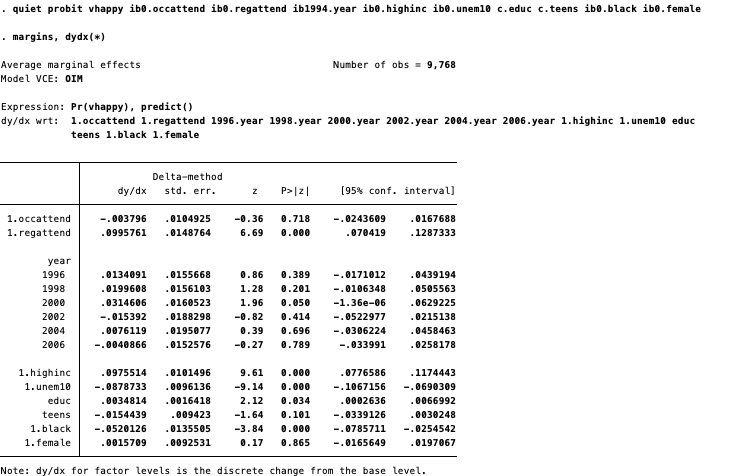 . quiet probit vhappy ib0.occattend ib0.regattend ib1994.year ib0.highinc ib0.unem10 c.educ c.teens ib0.black ib0.female
. margins, dydx(*)
Average marginal effects Number of obs = 9,768
Model VCE: OIM
Expression: Pr(vhappy), predict()
dy/dx wrt: 1.occattend 1.regattend 1996.year 1998.year 2000.year 2002.year 2004.year 2006.year 1.highinc 1.unem10 educ
teens 1.black 1.female
Delta-method
dy/dx std. err. z P>|z| [95% conf. interval]
1.occattend -.003796 .0104925 -0.36 0.718 -.0243609 .0167688
1.regattend .0995761 .0148764 6.69 0.000 .070419 .1287333
year
1996 .0134091 .0155668 0.86 0.389 -.0171012 .0439194
1998 .0199608 .0156103 1.28 0.201 -.0106348 .0505563
2000 .0314606 .0160523 1.96 0.050 -1.36e-06 .0629225
2002 -.015392 .0188298 -0.82 0.414 -.0522977 .0215138
2004 .0076119 .0195077 0.39 0.696 -.0306224 .0458463
2006 -.0040866 .0152576 -0.27 0.789 -.033991 .0258178
1.highinc .0975514 .0101496 9.61 0.000 .0776586 .1174443
1.unem10 -.0878733 .0096136 -9.14 0.000 -.1067156 -.0690309
educ .0034814 .0016418 2.12 0.034 .0002636 .0066992
teens -.0154439 .009423 -1.64 0.101 -.0339126 .0030248
1.black -.0520126 .0135505 -3.84 0.000 -.0785711 -.0254542
1.female .0015709 .0092531 0.17 0.865 -.0165649 .0197067
Note: dy/dx for factor levels is the discrete change from the base level.